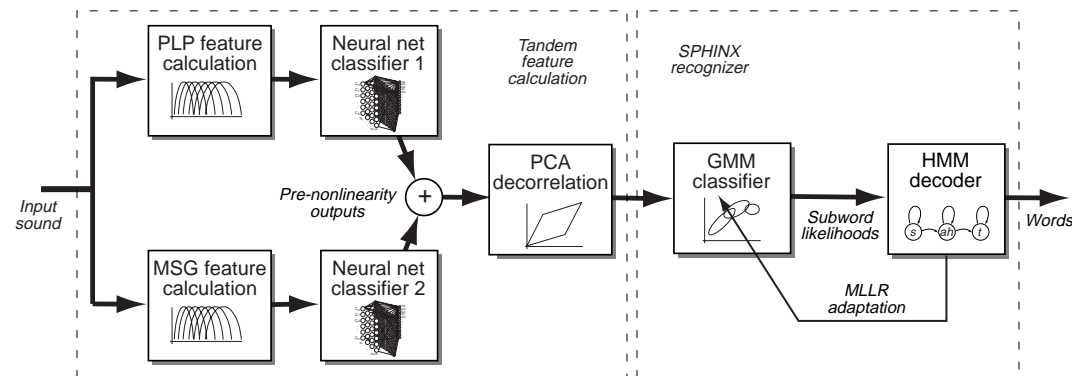 PLP feature
calculation
Neural net
classifier 1
Tandem
feature
calculation
SPHINX
recognizer
Input
sound
Pre-nonlinearity
outputs
+
PCA
decorrelation
GMM
classifier
Subword
likelihoods
HMM
decoder
s
ah
t
Words
MSG feature
calculation
Neural net
classifier 2
MLLR
adaptation